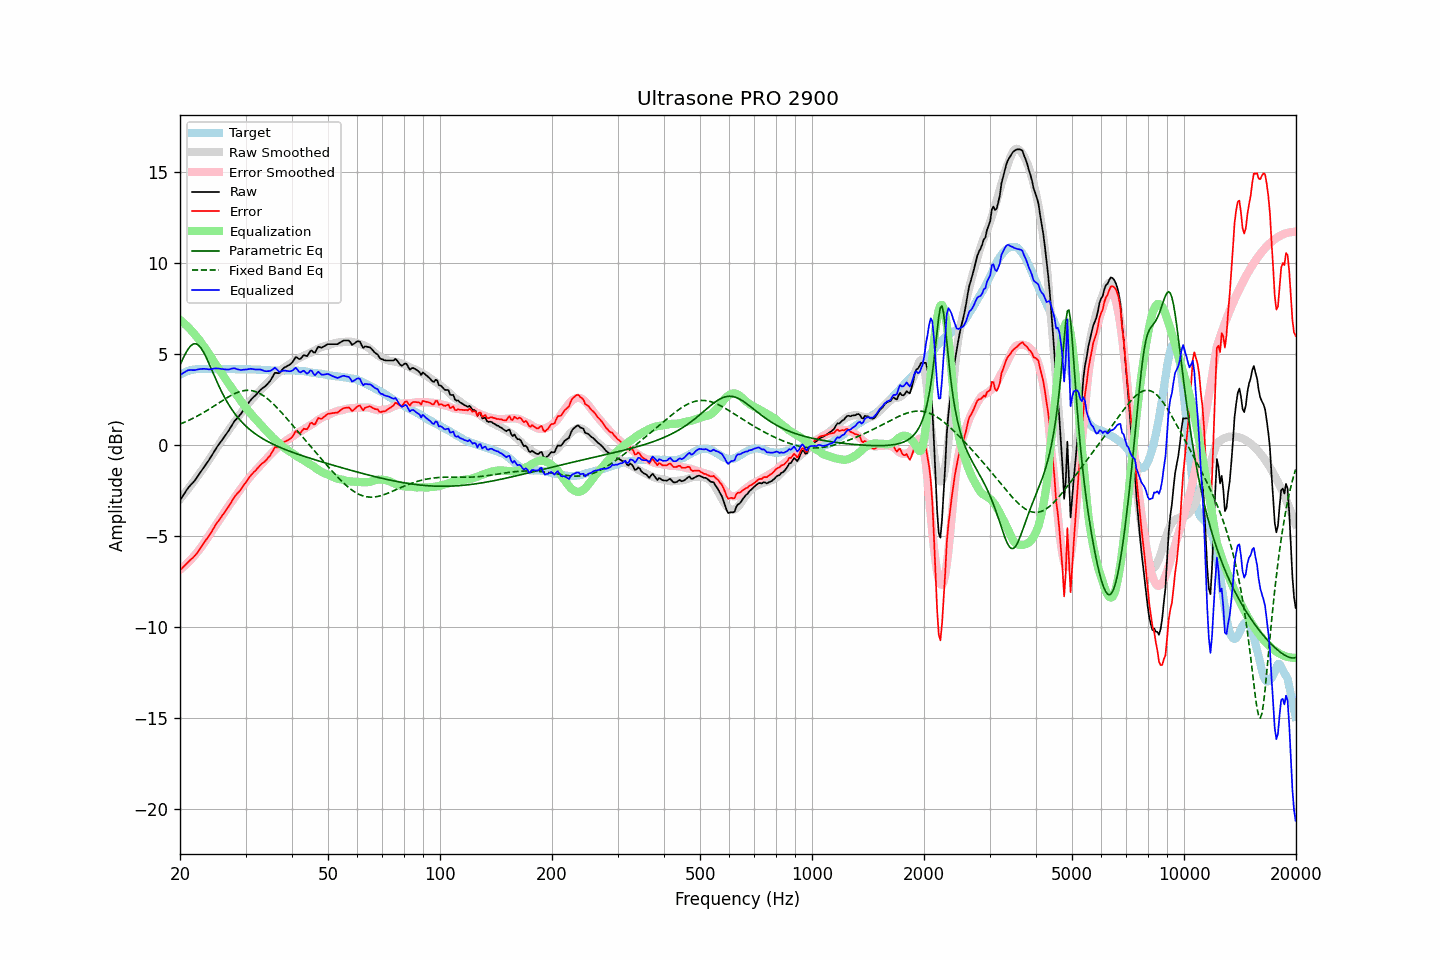 Ultrasone PRO 2900
Target
Raw Smoothed
Error Smoothed
Raw
Error
Equalization
Parametric Eq
Fixed Band Eq
Equalized
15
10
5
0
−5
−10
−15
−20
Amplitude (dBr)
20 50 100 200 500 1000 2000 5000 10000 20000
Frequency (Hz)